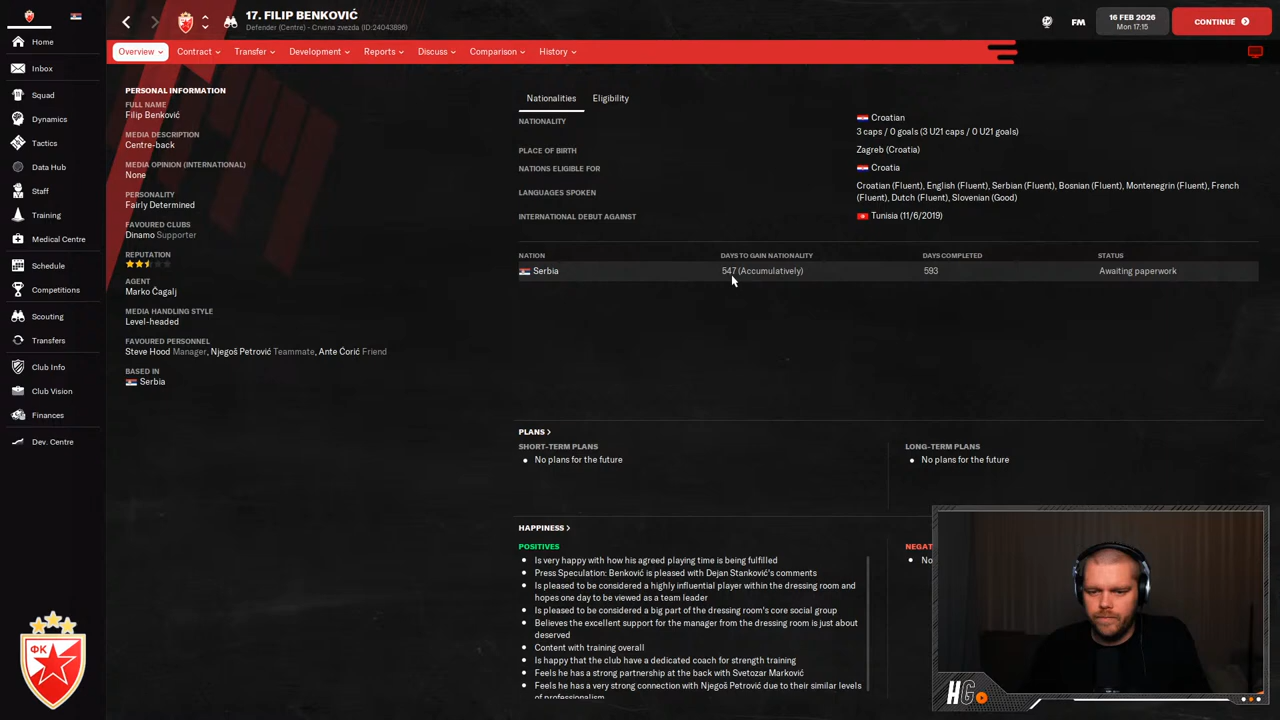 17. FILIP BENKOVIĆ
Defender (Centre) - Crvena zvezda (ID:24043896)
FM
16 FEB 2026
Mon 17:15
CONTINUE
Home
Inbox
Squad
Dynamics
Tactics
Data Hub
Staff
Training
Medical Centre
Schedule
Competitions
Scouting
Transfers
Club Info
Club Vision
Finances
Dev. Centre
ФК
Overview
Contract
Transfer
Development
Reports
Discuss
Comparison
History
PERSONAL INFORMATION
FULL NAME
Filip Benković
MEDIA DESCRIPTION
Centre-back
MEDIA OPINION (INTERNATIONAL)
None
PERSONALITY
Fairly Determined
FAVOURED CLUBS
Dinamo Supporter
REPUTATION
AGENT
Marko Čagalj
MEDIA HANDLING STYLE
Level-headed
FAVOURED PERSONNEL
Steve Hood Manager, Njegoš Petrović Teammate, Ante Ćorić Friend
BASED IN
Serbia
Nationalities
Eligibility
NATIONALITY
Croatian
3 caps / 0 goals (3 U21 caps / 0 U21 goals)
PLACE OF BIRTH
Zagreb (Croatia)
NATIONS ELIGIBLE FOR
Croatia
LANGUAGES SPOKEN
Croatian (Fluent), English (Fluent), Serbian (Fluent), Bosnian (Fluent), Montenegrin (Fluent), French
(Fluent), Dutch (Fluent), Slovenian (Good)
INTERNATIONAL DEBUT AGAINST
Tunisia (11/6/2019)
NATION DAYS TO GAIN NATIONALITY DAYS COMPLETED STATUS
Serbia 547 (Accumulatively) 593 Awaiting paperwork
PLANS
SHORT-TERM PLANS
No plans for the future
LONG-TERM PLANS
No plans for the future
HAPPINESS
POSITIVES
Is very happy with how his agreed playing time is being fulfilled
Press Speculation: Benković is pleased with Dejan Stanković's comments
Is pleased to be considered a highly influential player within the dressing room and
hopes one day to be viewed as a team leader
Is pleased to be considered a big part of the dressing room's core social group
Believes the excellent support for the manager from the dressing room is just about
deserved
Content with training overall
Is happy that the club have a dedicated coach for strength training
Feels he has a strong partnership at the back with Svetozar Marković
Feels he has a very strong connection with Njegoš Petrović due to their similar levels
of professionalism
NEGAT
No
HG